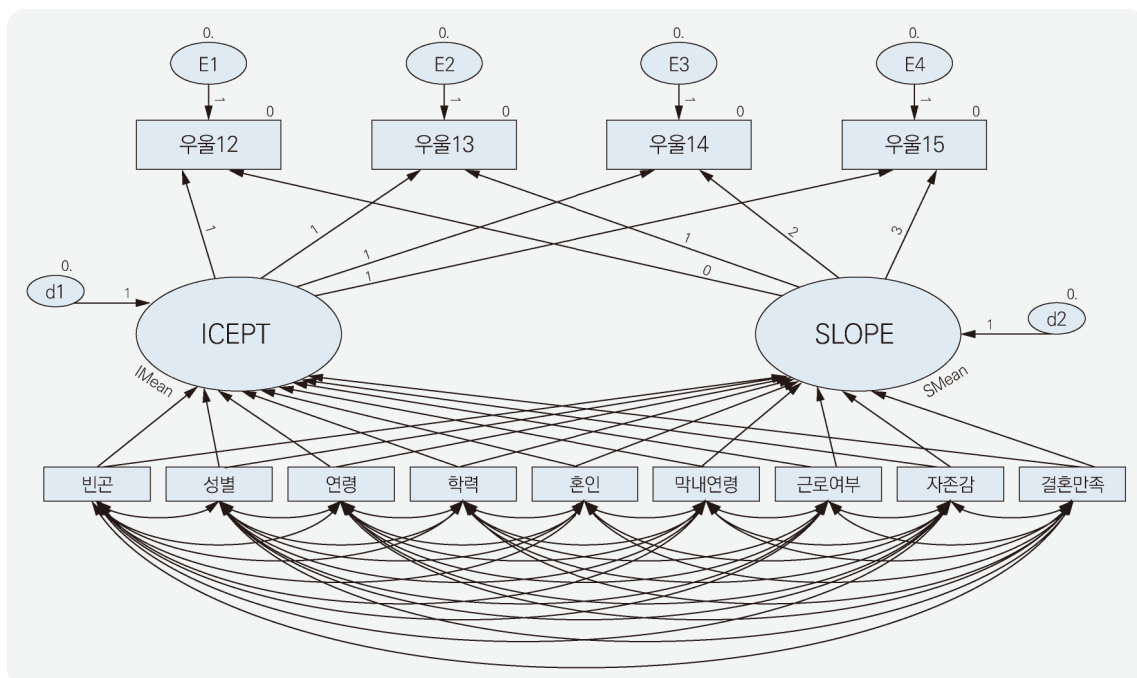 0. 0. 0. 0.
E1 E2 E3 E4
1 1 1 1
0 0 0 0
우울12 우울13 우울14 우울15
1 1 1 1 0 1 2 3
0. 0.
d1 1 1 d2
ICEPT SLOPE
IMean SMean
빈곤 성별 연령 학력 혼인 막내연령 근로여부 자존감 결혼만족